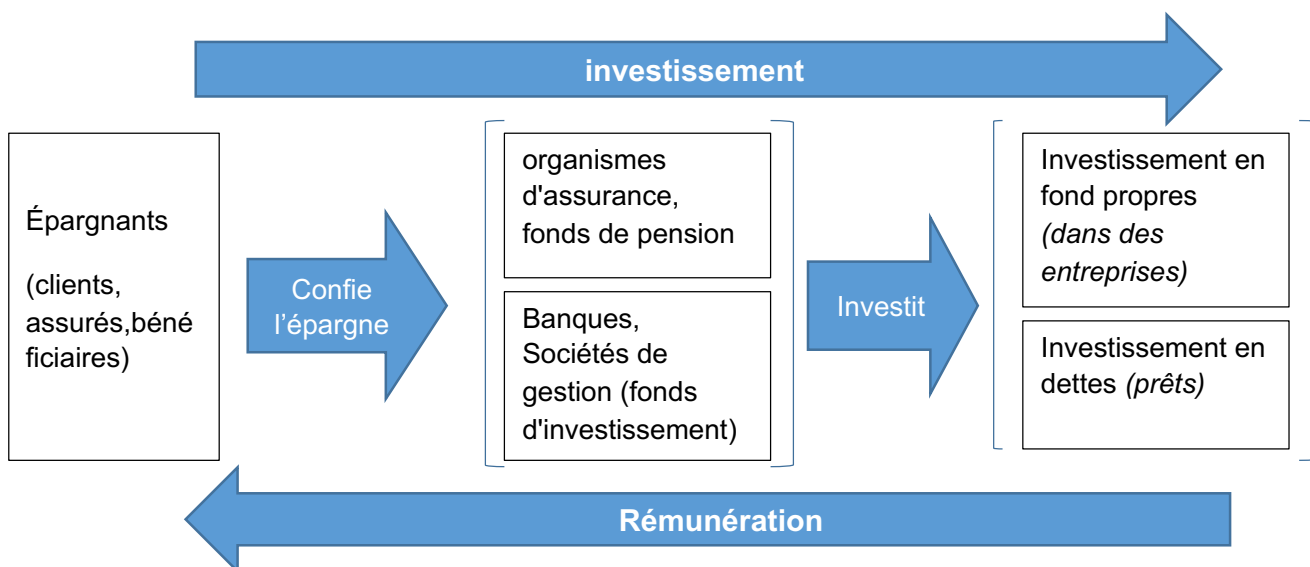 investissement
Épargnants
(clients,
assurés,béné
ficiaires)
Confie
l’épargne
organismes
d'assurance,
fonds de pension
Banques,
Sociétés de
gestion (fonds
d'investissement)
Investit
Investissement en
fond propres
(dans des
entreprises)
Investissement en
dettes (prêts)
Rémunération